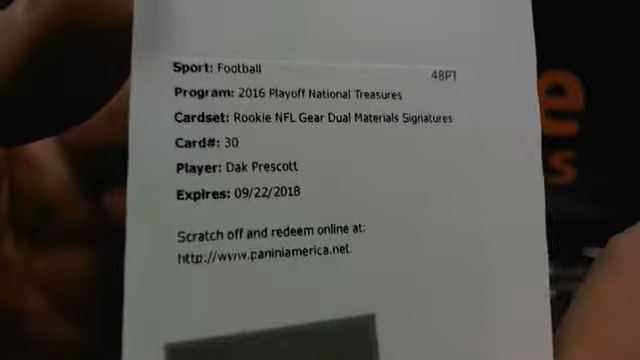 Sport: Football
48PT
Program: 2016 Playoff National Treasures
Cardset: Rookie NFL Gear Dual Materials Signatures
Card#: 30
Player: Dak Prescott
Expires: 09/22/2018
Scratch off and redeem online at:
http://www.paniniamerica.net
e
s